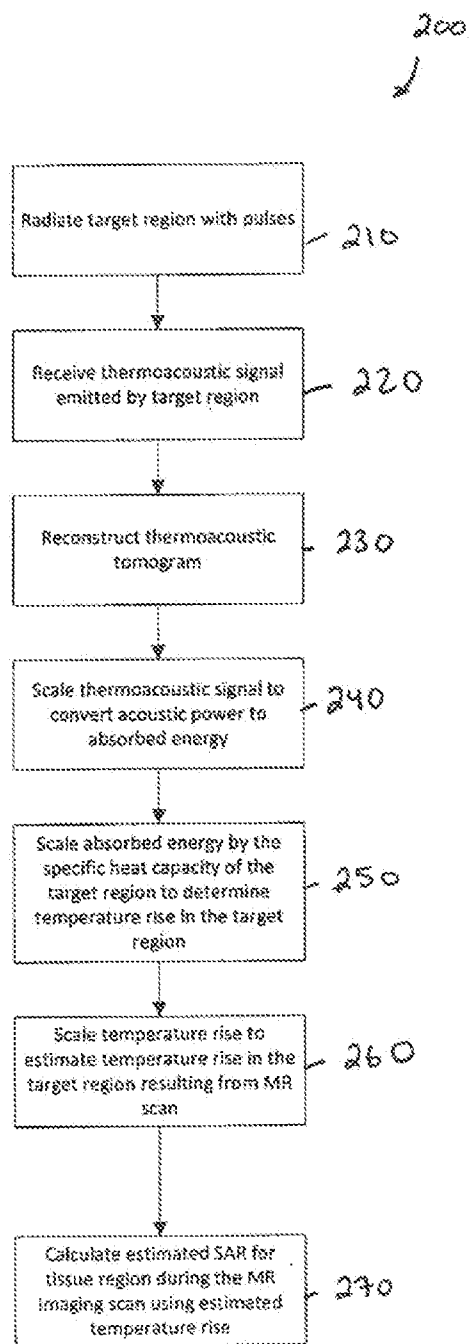 200
Radiate target region with pulses
210
Receive thermoacoustic signal
emitted by target region
220
Reconstruct thermoacoustic
tomogram
230
Scale thermoacoustic signal to
convert acoustic power to
absorbed energy
240
Scale absorbed energy by the
specific heat capacity of the
target region to determine
temperature rise in the target
region
250
Scale temperature rise to
estimate temperature rise in the
target region resulting from MR
scan
260
Calculate estimated SAR for
tissue region during the MR
imaging scan using estimated
temperature rise
270